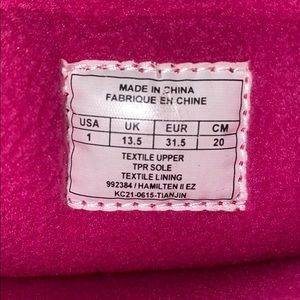 MADE IN CHINA
FABRIQUE EN CHINE
USA UK EUR CM
1 13.5 31.5 20
TEXTILE UPPER
TPR SOLE
TEXTILE LINING
992384 / HAMILTEN II EZ
KC21-0615-TIANJIN